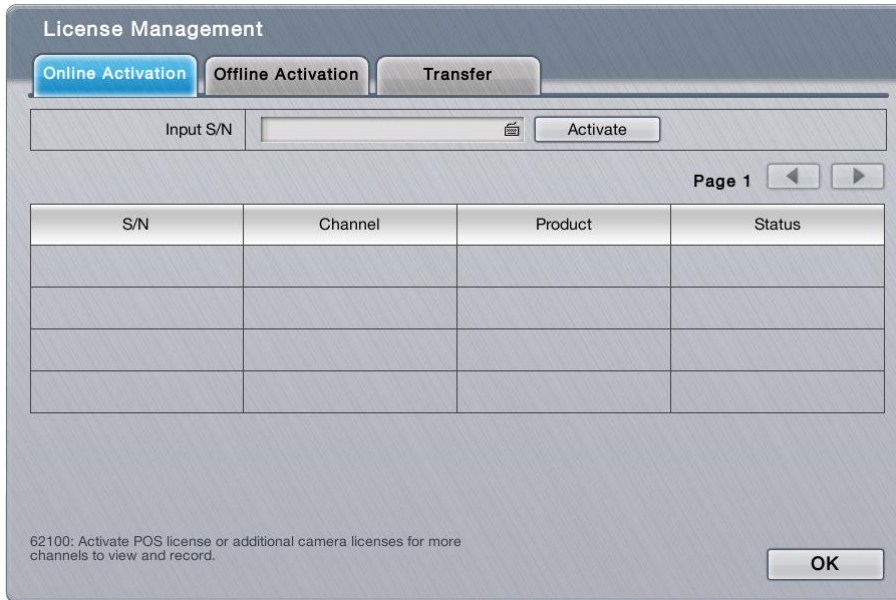 License Management
Online Activation Offline Activation Transfer
Input S/N Activate
Page 1
S/N Channel Product Status
62100: Activate POS license or additional camera licenses for more
channels to view and record.
OK